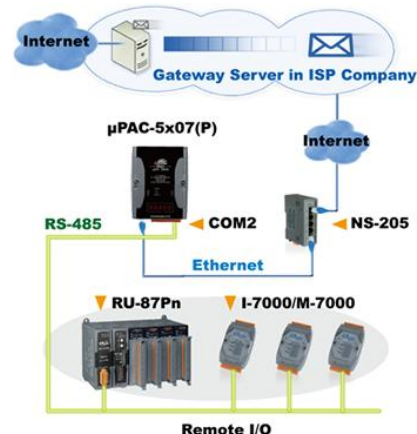 Internet
Gateway Server in ISP Company
µPAC-5x07(P)
Internet
RS-485
COM2
NS-205
Ethernet
RU-87Pn
I-7000/M-7000
Remote I/O